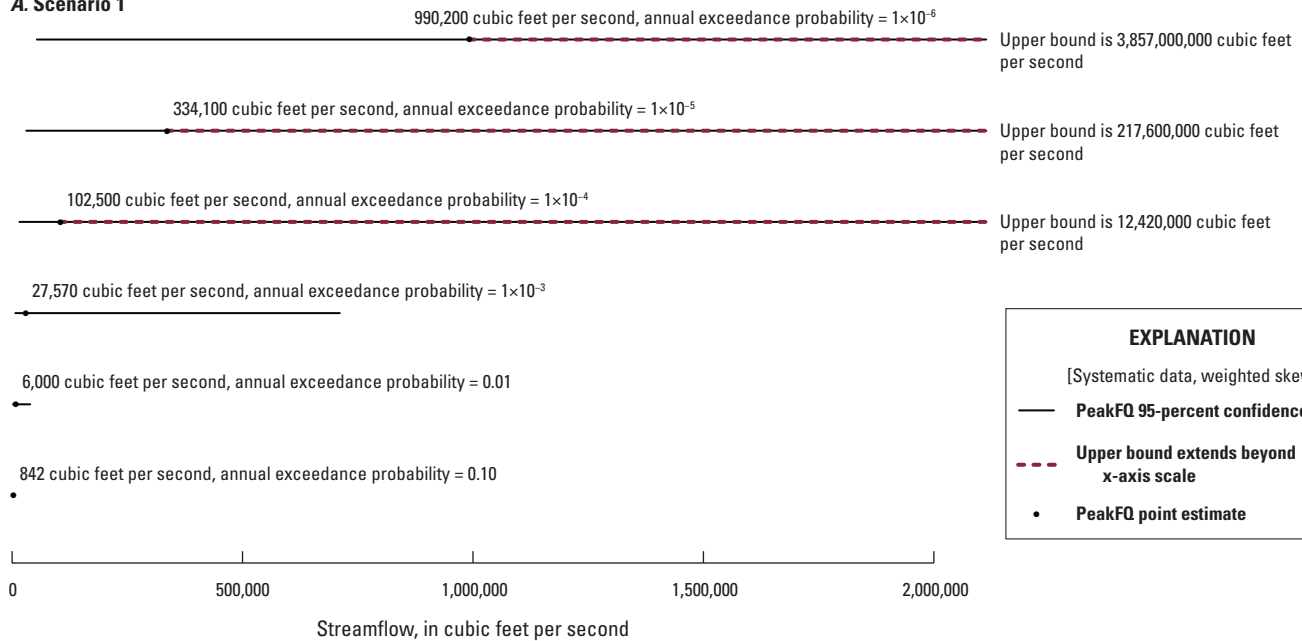 A. Scenario 1
990,200 cubic feet per second, annual exceedance probability = 1×10⁻⁶
Upper bound is 3,857,000,000 cubic feet
per second
334,100 cubic feet per second, annual exceedance probability = 1×10⁻⁵
Upper bound is 217,600,000 cubic feet
per second
102,500 cubic feet per second, annual exceedance probability = 1×10⁻⁴
Upper bound is 12,420,000 cubic feet
per second
27,570 cubic feet per second, annual exceedance probability = 1×10⁻³
6,000 cubic feet per second, annual exceedance probability = 0.01
842 cubic feet per second, annual exceedance probability = 0.10
EXPLANATION
[Systematic data, weighted
PeakFQ 95-percent confidence
Upper bound extends beyond
x-axis scale
PeakFQ point estimate
0 500,000 1,000,000 1,500,000 2,000,000
Streamflow, in cubic feet per second